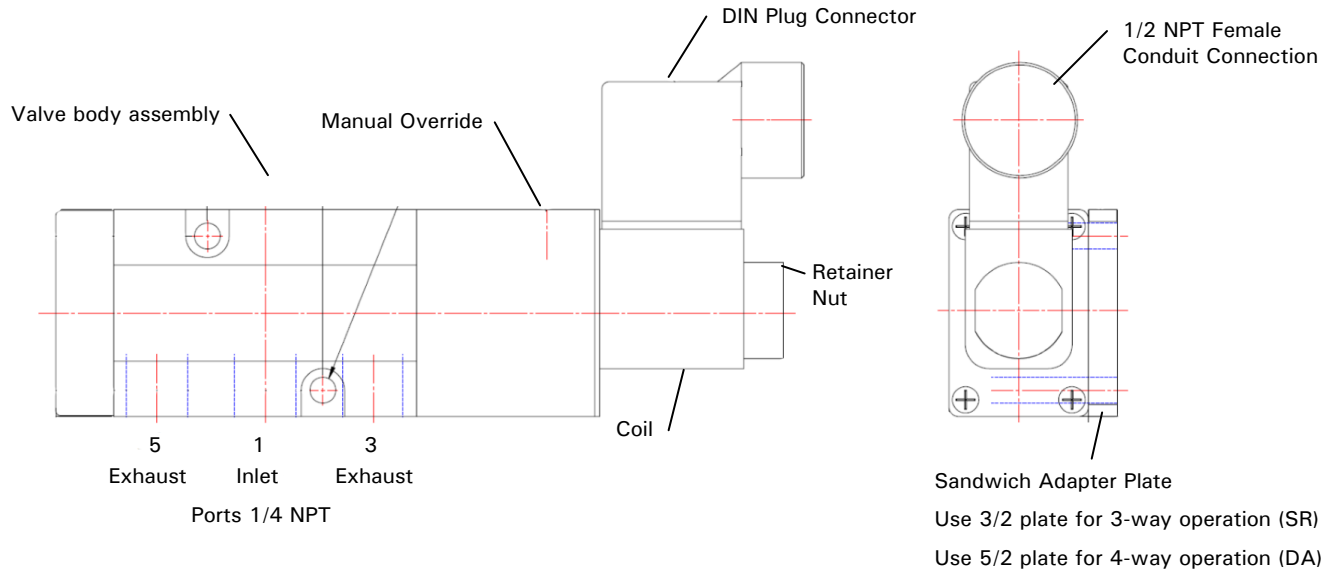 DIN Plug Connector
1/2 NPT Female
Conduit Connection
Valve body assembly
Manual Override
Retainer
Nut
Coil
5 1 3
Exhaust Inlet Exhaust
Ports 1/4 NPT
Sandwich Adapter Plate
Use 3/2 plate for 3-way operation (SR)
Use 5/2 plate for 4-way operation (DA)